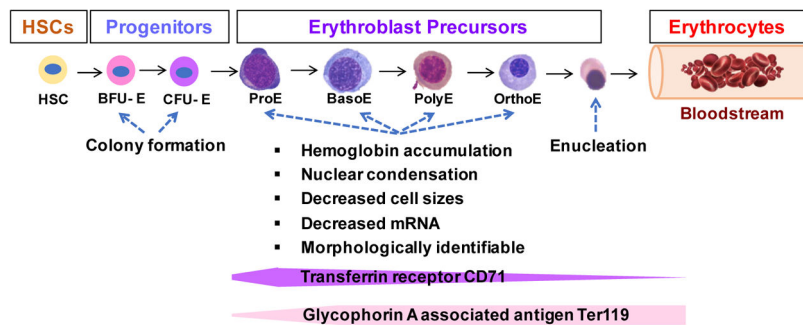 HSCs
Progenitors
Erythroblast Precursors
Erythrocytes
HSC
BFU- E
CFU- E
ProE
BasoE
PolyE
OrthoE
Bloodstream
Colony formation
Enucleation
▪ Hemoglobin accumulation
▪ Nuclear condensation
▪ Decreased cell sizes
▪ Decreased mRNA
▪ Morphologically identifiable
Transferrin receptor CD71
Glycophorin A associated antigen Ter119